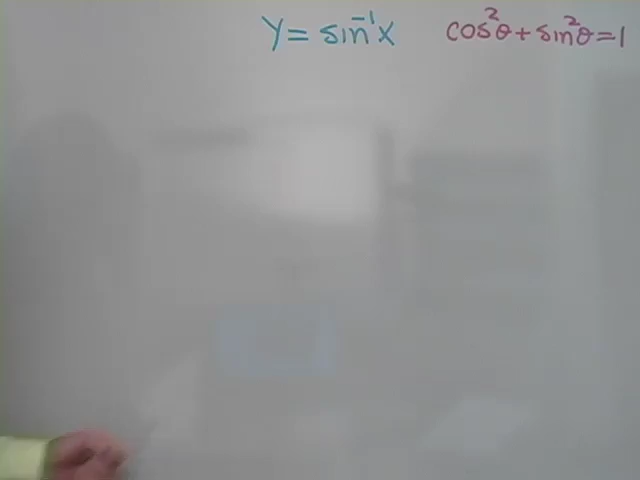 y = sin⁻¹x cos²θ + sin²θ = 1